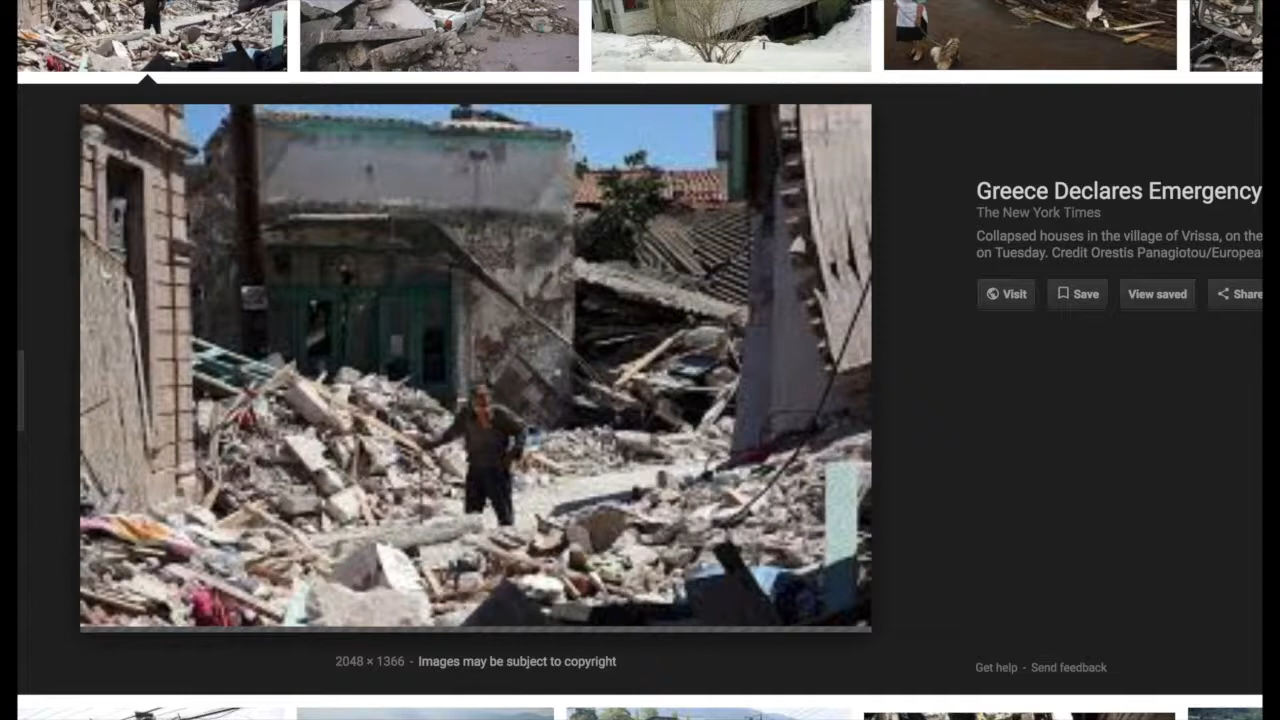 Greece Declares Emergency
The New York Times
Collapsed houses in the village of Vrissa, on the
on Tuesday. Credit Orestis Panagiotou/Europea
Visit Save View saved Share
2048 × 1366 - Images may be subject to copyright
Get help - Send feedback